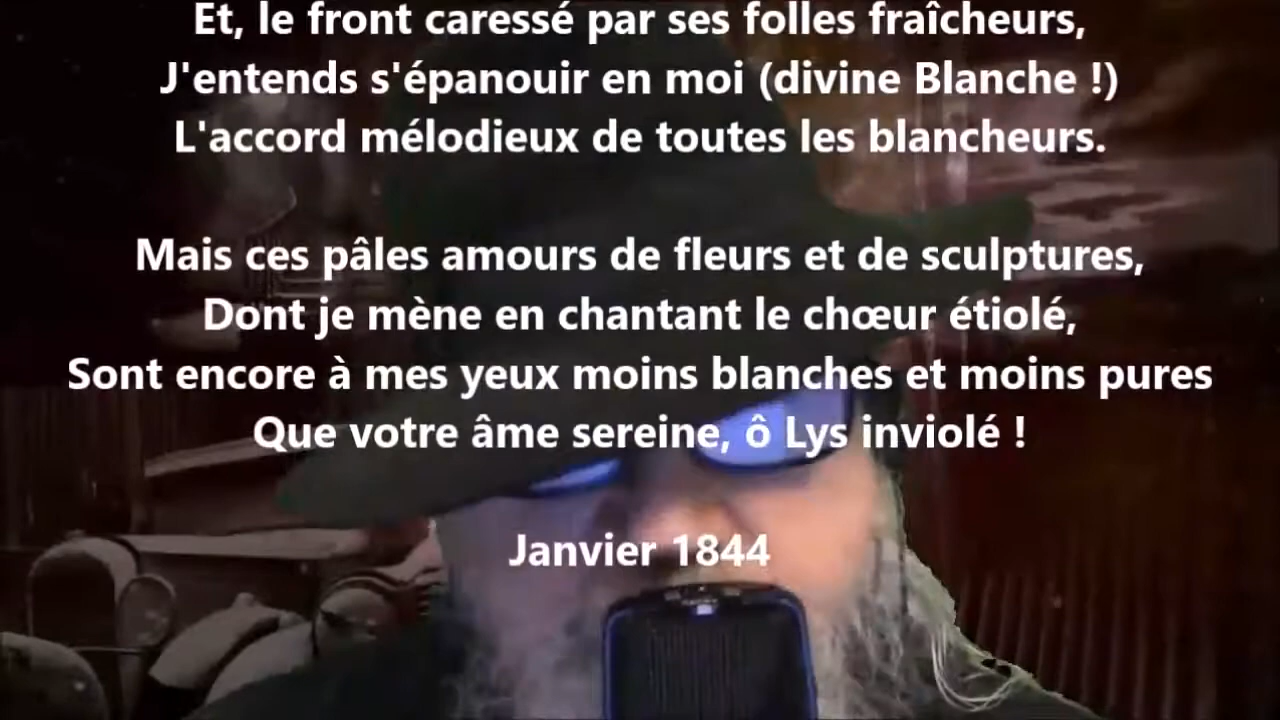 Et, le front caressé par ses folles fraîcheurs,
J'entends s'épanouir en moi (divine Blanche !)
L'accord mélodieux de toutes les blancheurs.
Mais ces pâles amours de fleurs et de sculptures,
Dont je mène en chantant le chœur étiolé,
Sont encore à mes yeux moins blanches et moins pures
Que votre âme sereine, ô Lys inviolé !
Janvier 1844